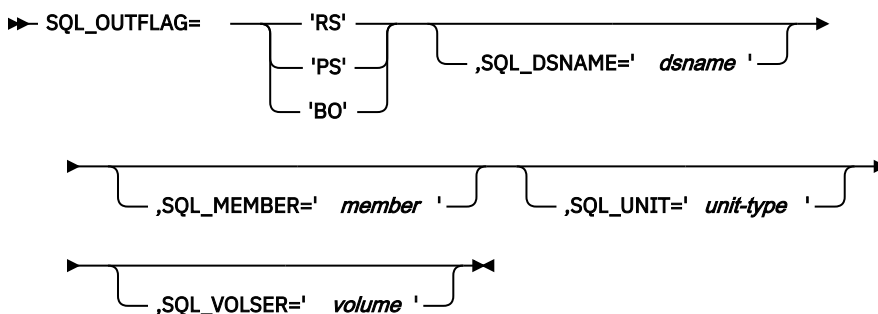 SQL_OUTFLAG= 'RS'
'PS'
'BO'
,SQL_DSNAME=' dsname '
,SQL_MEMBER=' member '
,SQL_UNIT=' unit-type '
,SQL_VOLSER=' volume '